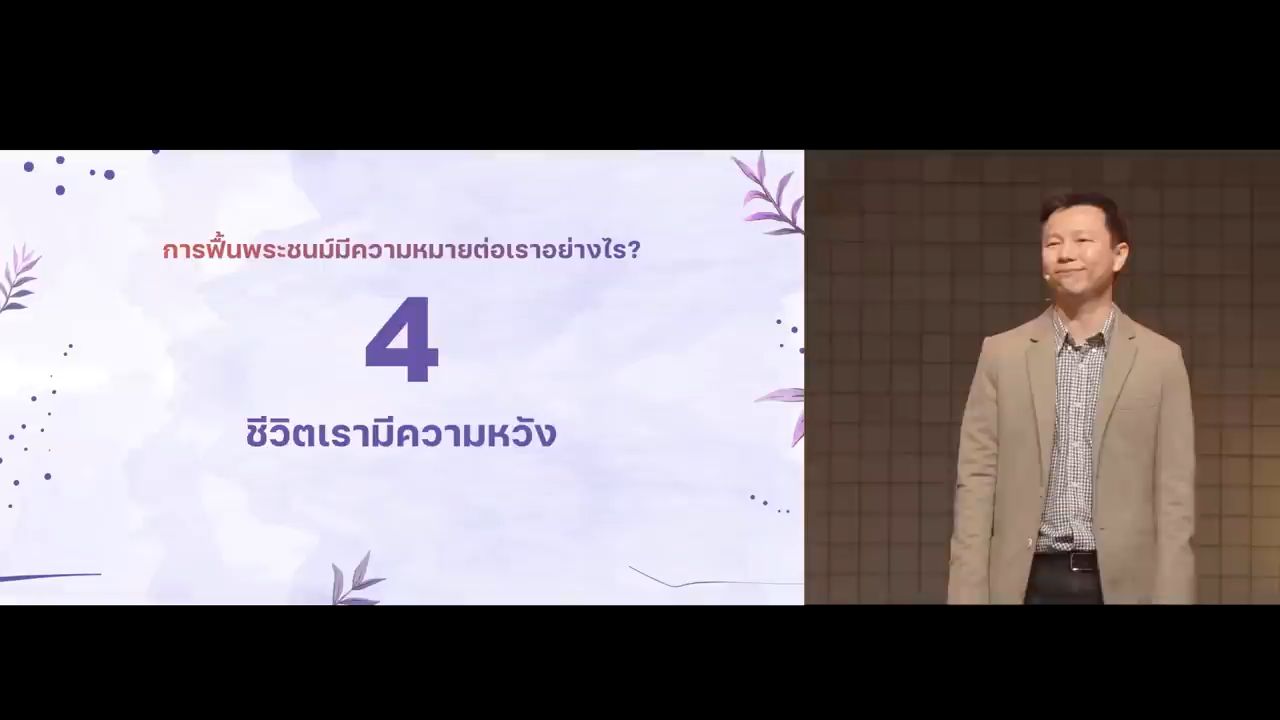 การฟื้นพระชนม์มีความหมายต่อเราอย่างไร?
4
ชีวิตเรามีความหวัง